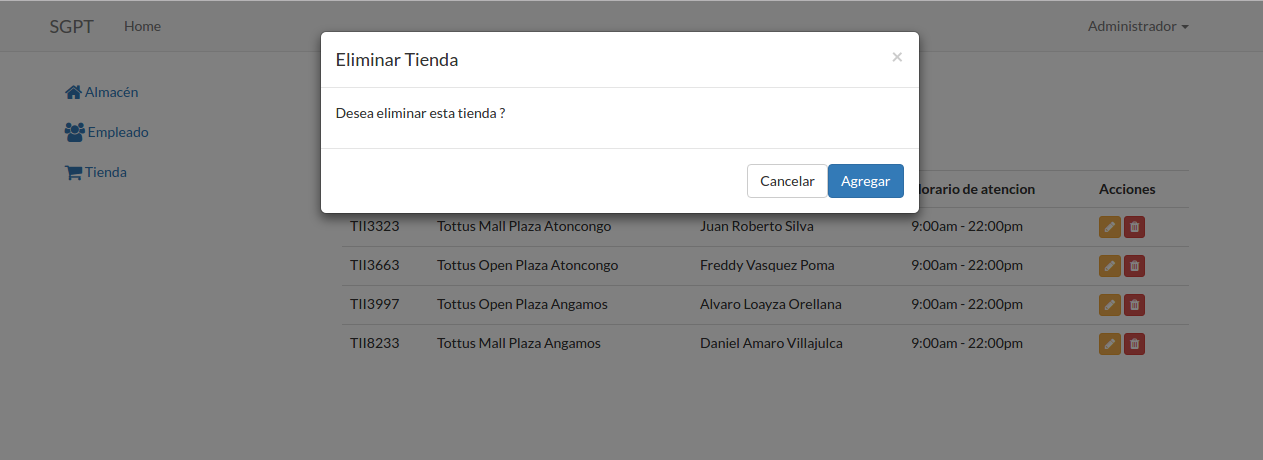 SGPT Home Administrador
Eliminar Tienda ×
Almacén
Desea eliminar esta tienda ?
Empleado
Tienda
Cancelar Agregar
orario de atencion Acciones
TII3323 Tottus Mall Plaza Atoncongo Juan Roberto Silva 9:00am - 22:00pm
TII3663 Tottus Open Plaza Atoncongo Freddy Vasquez Poma 9:00am - 22:00pm
TII3997 Tottus Open Plaza Angamos Alvaro Loayza Orellana 9:00am - 22:00pm
TII8233 Tottus Mall Plaza Angamos Daniel Amaro Villajulca 9:00am - 22:00pm